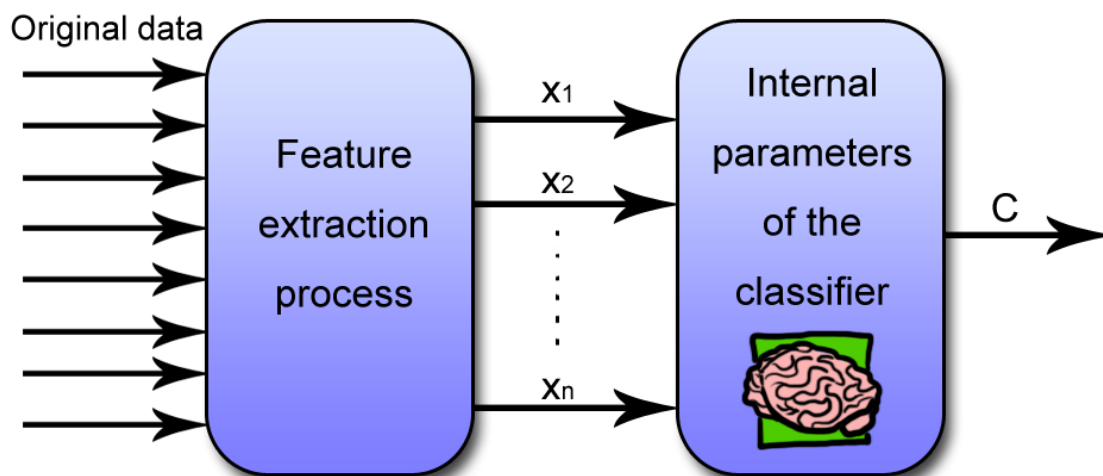 Original data
Feature
extraction
process
x1
x2
xn
Internal
parameters
of the
classifier
C